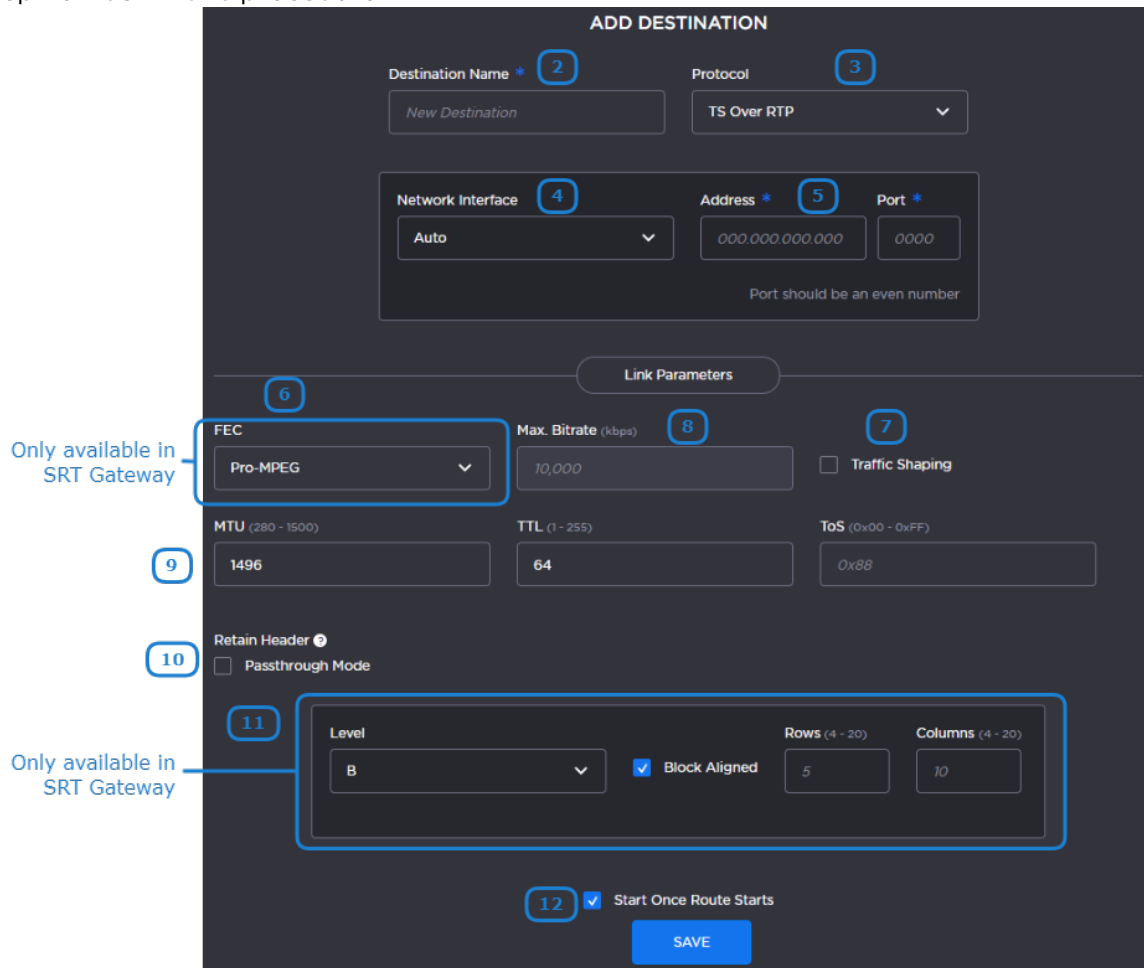 ADD DESTINATION
Destination Name * 2 Protocol 3
New Destination TS Over RTP
Network Interface 4 Address * 5 Port *
Auto 000.000.000.000 0000
Port should be an even number
Link Parameters
6
FEC Max. Bitrate (kbps) 8 7
Only available in
SRT Gateway
Pro-MPEG 10,000 Traffic Shaping
MTU (280 - 1500) TTL (1 - 255) ToS (0x00 - 0xFF)
9 1496 64 0x88
Retain Header ?
10 Passthrough Mode
11
Level Rows (4 - 20) Columns (4 - 20)
Only available in
SRT Gateway
B Block Aligned 5 10
12 Start Once Route Starts
SAVE